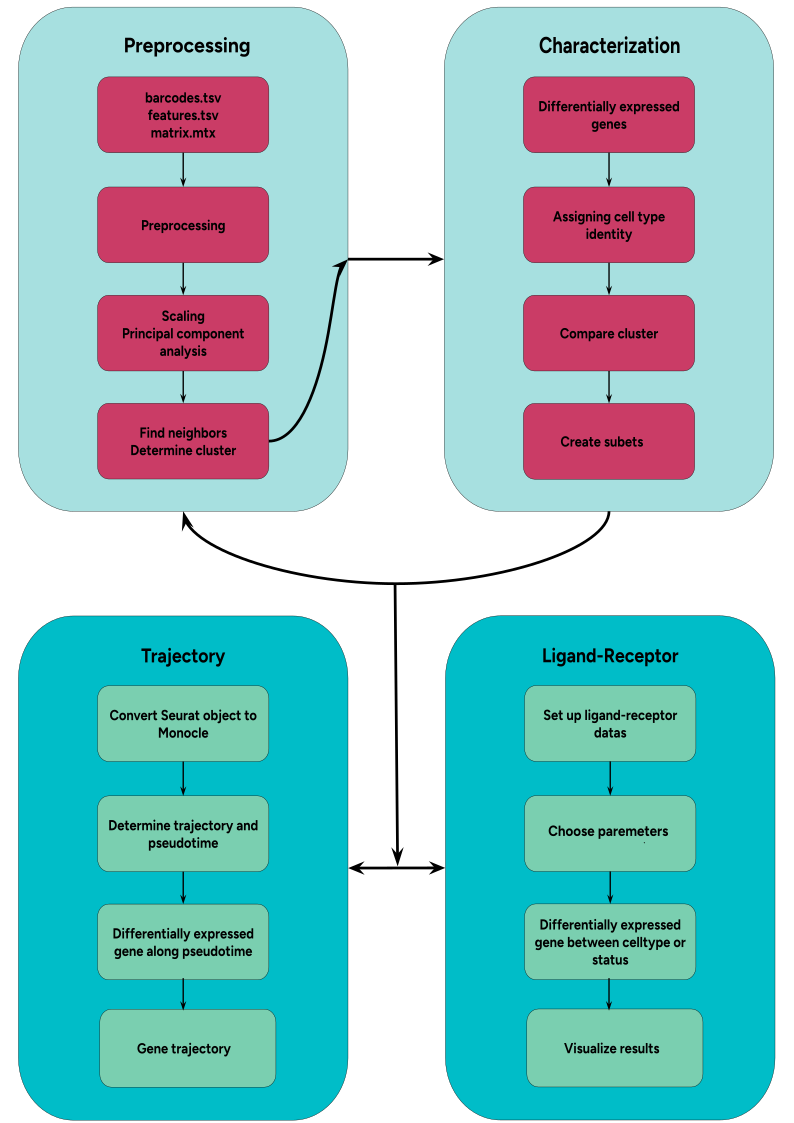 Preprocessing
barcodes.tsv
features.tsv
matrix.mtx
Preprocessing
Scaling
Principal component
analysis
Find neighbors
Determine cluster
Characterization
Differentially expressed
genes
Assigning cell type
identity
Compare cluster
Create subets
Trajectory
Convert Seurat object to
Monocle
Determine trajectory and
pseudotime
Differentially expressed
gene along pseudotime
Gene trajectory
Ligand-Receptor
Set up ligand-receptor
datas
Choose paremeters
.
Differentially expressed
gene between celltype or
status
Visualize results